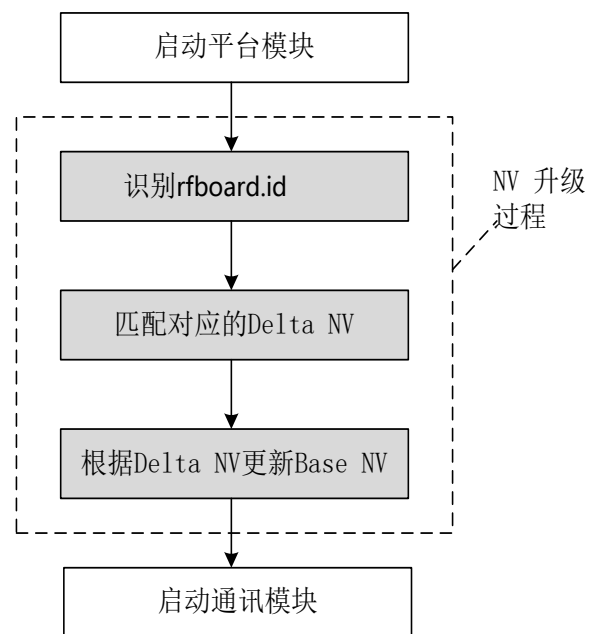 启动平台模块
识别rfboard.id
NV 升级
过程
匹配对应的Delta NV
根据Delta NV更新Base NV
启动通讯模块